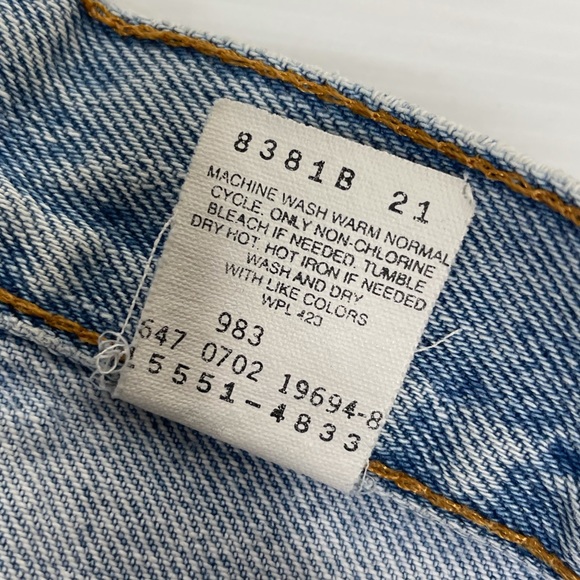 8381B 21
MACHINE WASH WARM NORMAL
CYCLE. ONLY NON-CHLORINE
BLEACH IF NEEDED. TUMBLE
DRY HOT. HOT IRON IF NEEDED
WASH AND DRY
WITH LIKE COLORS
WPL 423
983
647 0702 19694-8
15551-4833